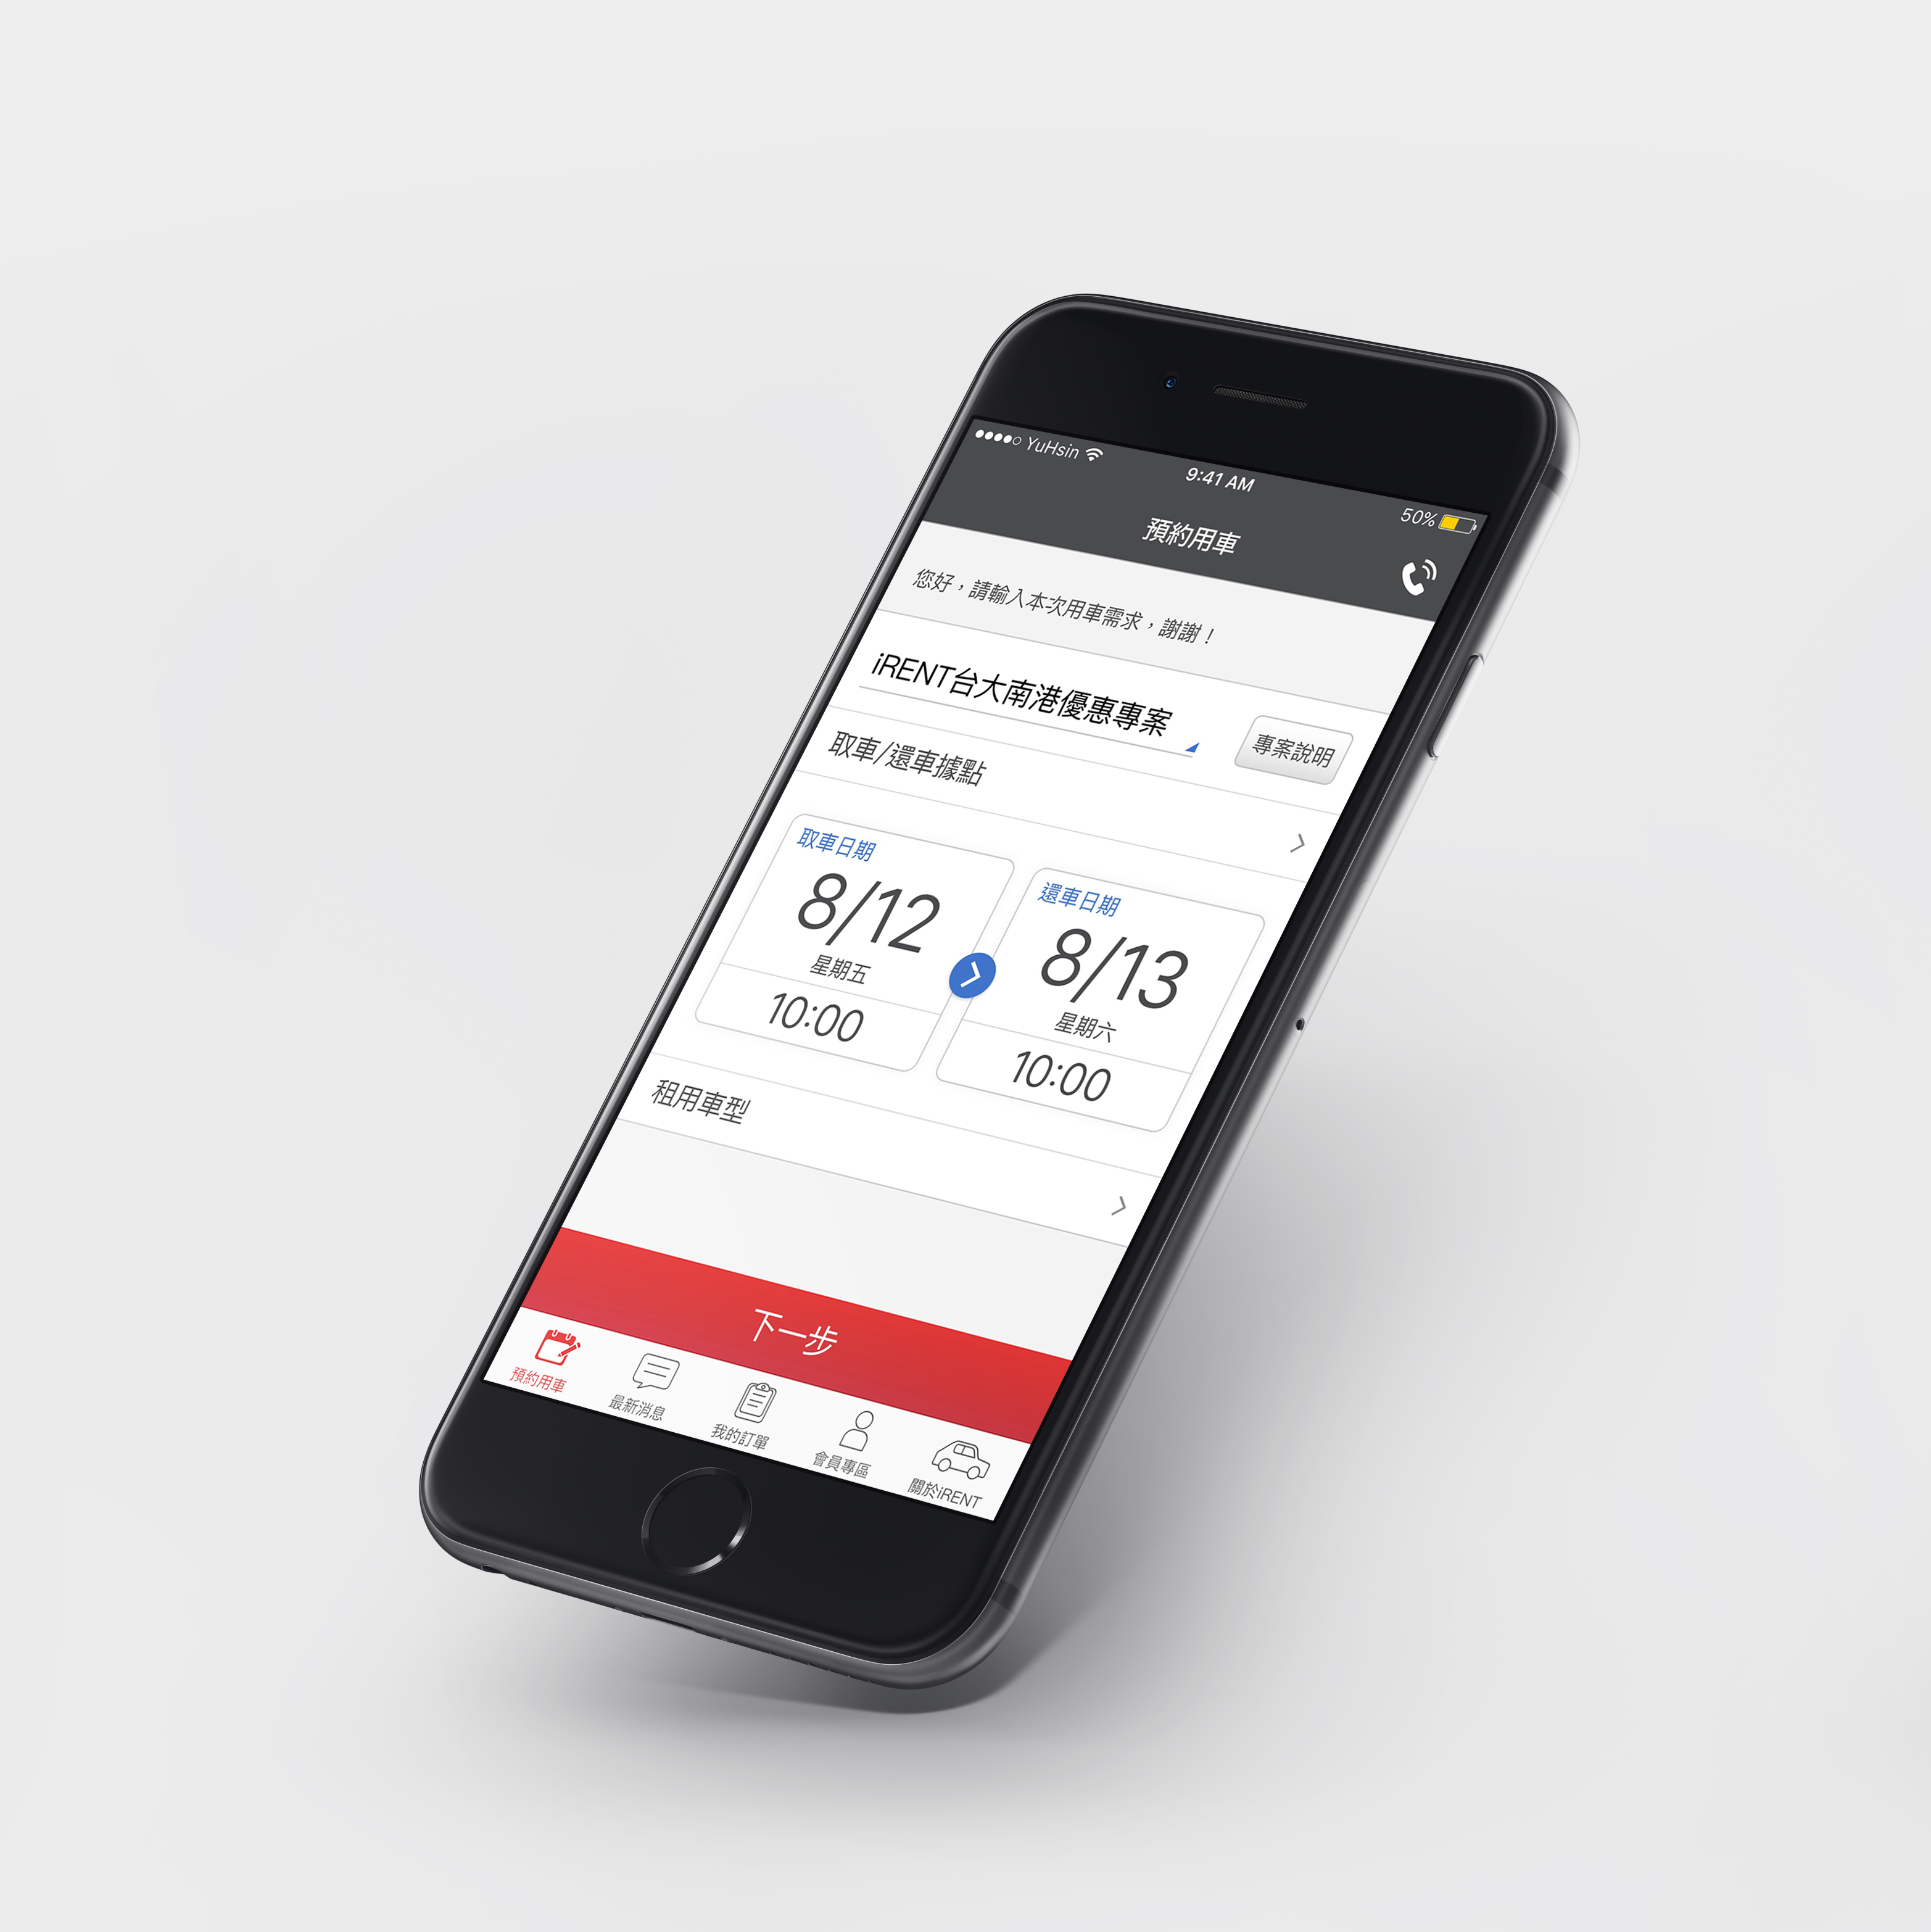 YuHsin
9:41 AM
50%
預約用車
您好，請輸入本次用車需求，謝謝！
iRENT台大南港優惠專案
專案說明
取車/還車據點
取車日期
8/12
星期五
10:00
還車日期
8/13
星期六
10:00
租用車型
下一步
預約用車
最新消息
我的訂單
會員專區
關於iRENT